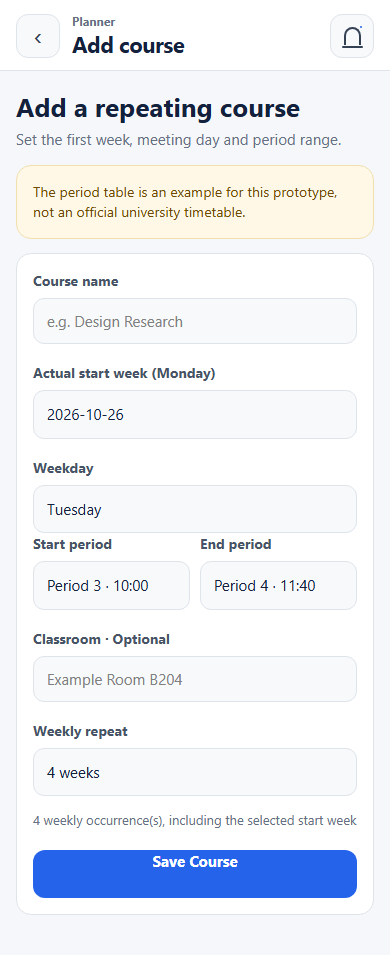 Planner
Add course
Add a repeating course
Set the first week, meeting day and period range.
The period table is an example for this prototype,
not an official university timetable.
Course name
e.g. Design Research
Actual start week (Monday)
2026-10-26
Weekday
Tuesday
Start period
End period
Period 3 · 10:00
Period 4 · 11:40
Classroom · Optional
Example Room B204
Weekly repeat
4 weeks
4 weekly occurrence(s), including the selected start week
Save Course